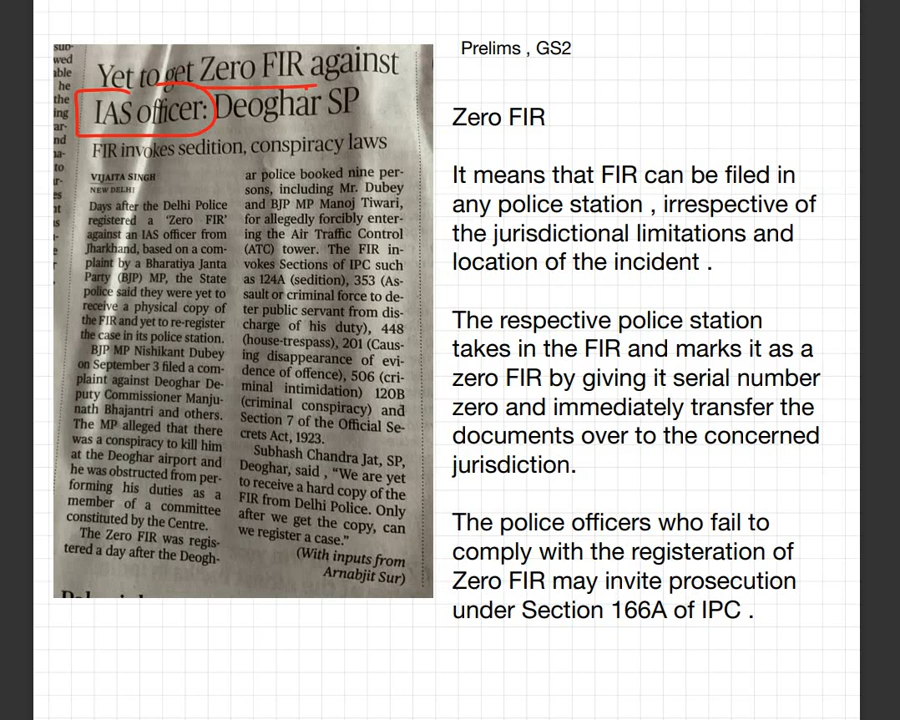 Prelims , GS2
sub-
wed
able
he
the
ing
ar-
nd
na-
to
r-
es
t
s
Yet to get Zero FIR against
IAS officer: Deoghar SP
FIR invokes sedition, conspiracy laws
VIJAITA SINGH
NEW DELHI
Days after the Delhi Police
registered a ‘Zero FIR’
against an IAS officer from
Jharkhand, based on a com-
plaint by a Bharatiya Janta
Party (BJP) MP, the State
police said they were yet to
receive a physical copy of
the FIR and yet to re-register
the case in its police station.
BJP MP Nishikant Dubey
on September 3 filed a com-
plaint against Deoghar De-
puty Commissioner Manju-
nath Bhajantri and others.
The MP alleged that there
was a conspiracy to kill him
at the Deoghar airport and
he was obstructed from per-
forming his duties as a
member of a committee
constituted by the Centre.
The Zero FIR was regis-
tered a day after the Deogh-
ar police booked nine per-
sons, including Mr. Dubey
and BJP MP Manoj Tiwari,
for allegedly forcibly enter-
ing the Air Traffic Control
(ATC) tower. The FIR in-
vokes Sections of IPC such
as 124A (sedition), 353 (As-
sault or criminal force to de-
ter public servant from dis-
charge of his duty), 448
(house-trespass), 201 (Caus-
ing disappearance of evi-
dence of offence), 506 (cri-
minal intimidation) 120B
(criminal conspiracy) and
Section 7 of the Official Se-
crets Act, 1923.
Subhash Chandra Jat, SP,
Deoghar, said , “We are yet
to receive a hard copy of the
FIR from Delhi Police. Only
after we get the copy, can
we register a case.”
(With inputs from
Arnabjit Sur)
Zero FIR
It means that FIR can be filed in
any police station , irrespective of
the jurisdictional limitations and
location of the incident .
The respective police station
takes in the FIR and marks it as a
zero FIR by giving it serial number
zero and immediately transfer the
documents over to the concerned
jurisdiction.
The police officers who fail to
comply with the registeration of
Zero FIR may invite prosecution
under Section 166A of IPC .